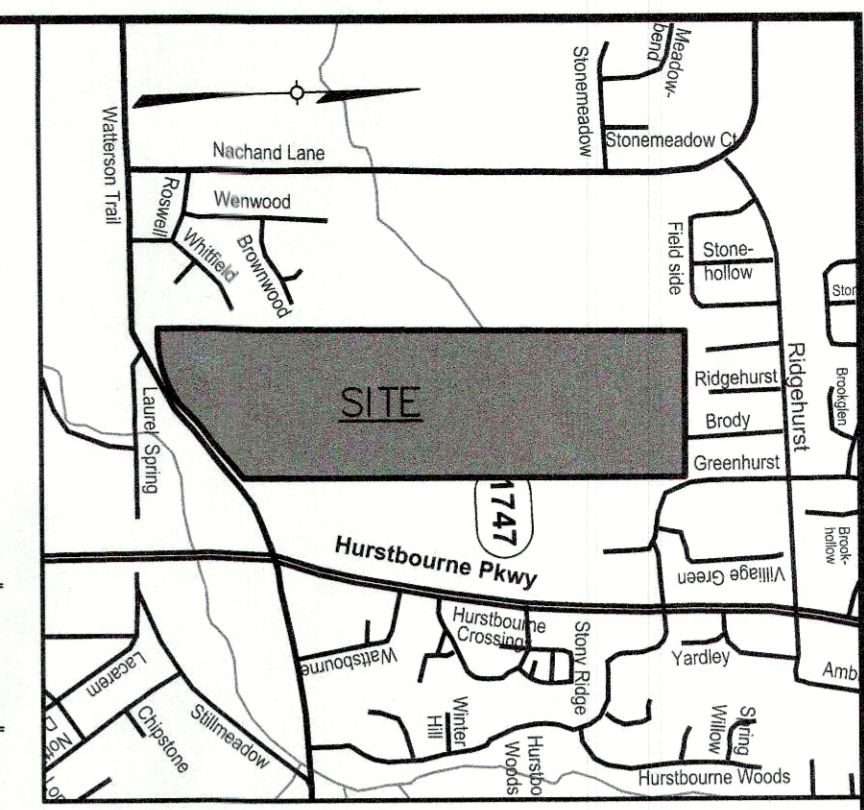 Meadow-
bend
Stonemeadow
Stonemeadow Ct
Nachand Lane
Watterson Trail
Roswell
Wenwood
Whitfield
Brownwood
Field side
Stone-
hollow
Ridgehurst
Ridgehurst
Brookglen
Brody
Greenhurst
SITE
Laurel Spring
1747
Hurstbourne Pkwy
Brook-
hollow
Villiage Green
Hurstbourne
Crossing
Stony Ridge
Wattsbourne
Yardley
Lacarem
Chipstone
Stillmeadow
Winter
Hill
Woods
Spring
Willow
Hurstbourne Woods